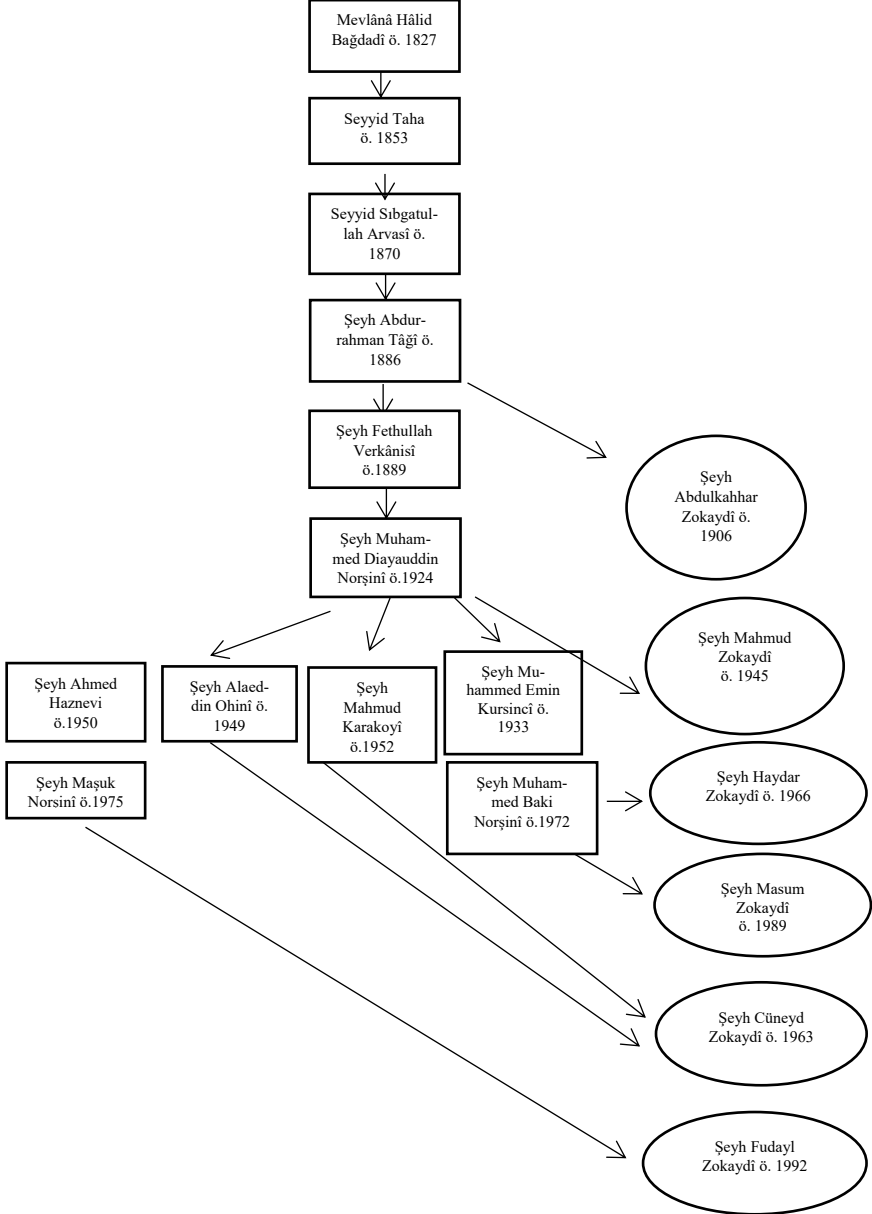 Mevlânâ Hâlid
Bağdadî ö. 1827
Seyyid Taha
ö. 1853
Seyyid Sıbgatul-
lah Arvasî ö.
1870
Şeyh Abdur-
rahman Tâğî ö.
1886
Şeyh Fethullah
Verkânisî
ö.1889
Şeyh
Abdulkahhar
Zokaydî ö.
1906
Şeyh Muham-
med Diayauddin
Norşinî ö.1924
Şeyh Mahmud
Zokaydî
ö. 1945
Şeyh Ahmed
Haznevi
ö.1950
Şeyh Alaed-
din Ohinî ö.
1949
Şeyh
Mahmud
Karakoyî
ö.1952
Şeyh Mu-
hammed Emin
Kursincî ö.
1933
Şeyh Maşuk
Norsinî ö.1975
Şeyh Muham-
med Baki
Norşinî ö.1972
Şeyh Haydar
Zokaydî ö. 1966
Şeyh Masum
Zokaydî
ö. 1989
Şeyh Cüneyd
Zokaydî ö. 1963
Şeyh Fudayl
Zokaydî ö. 1992